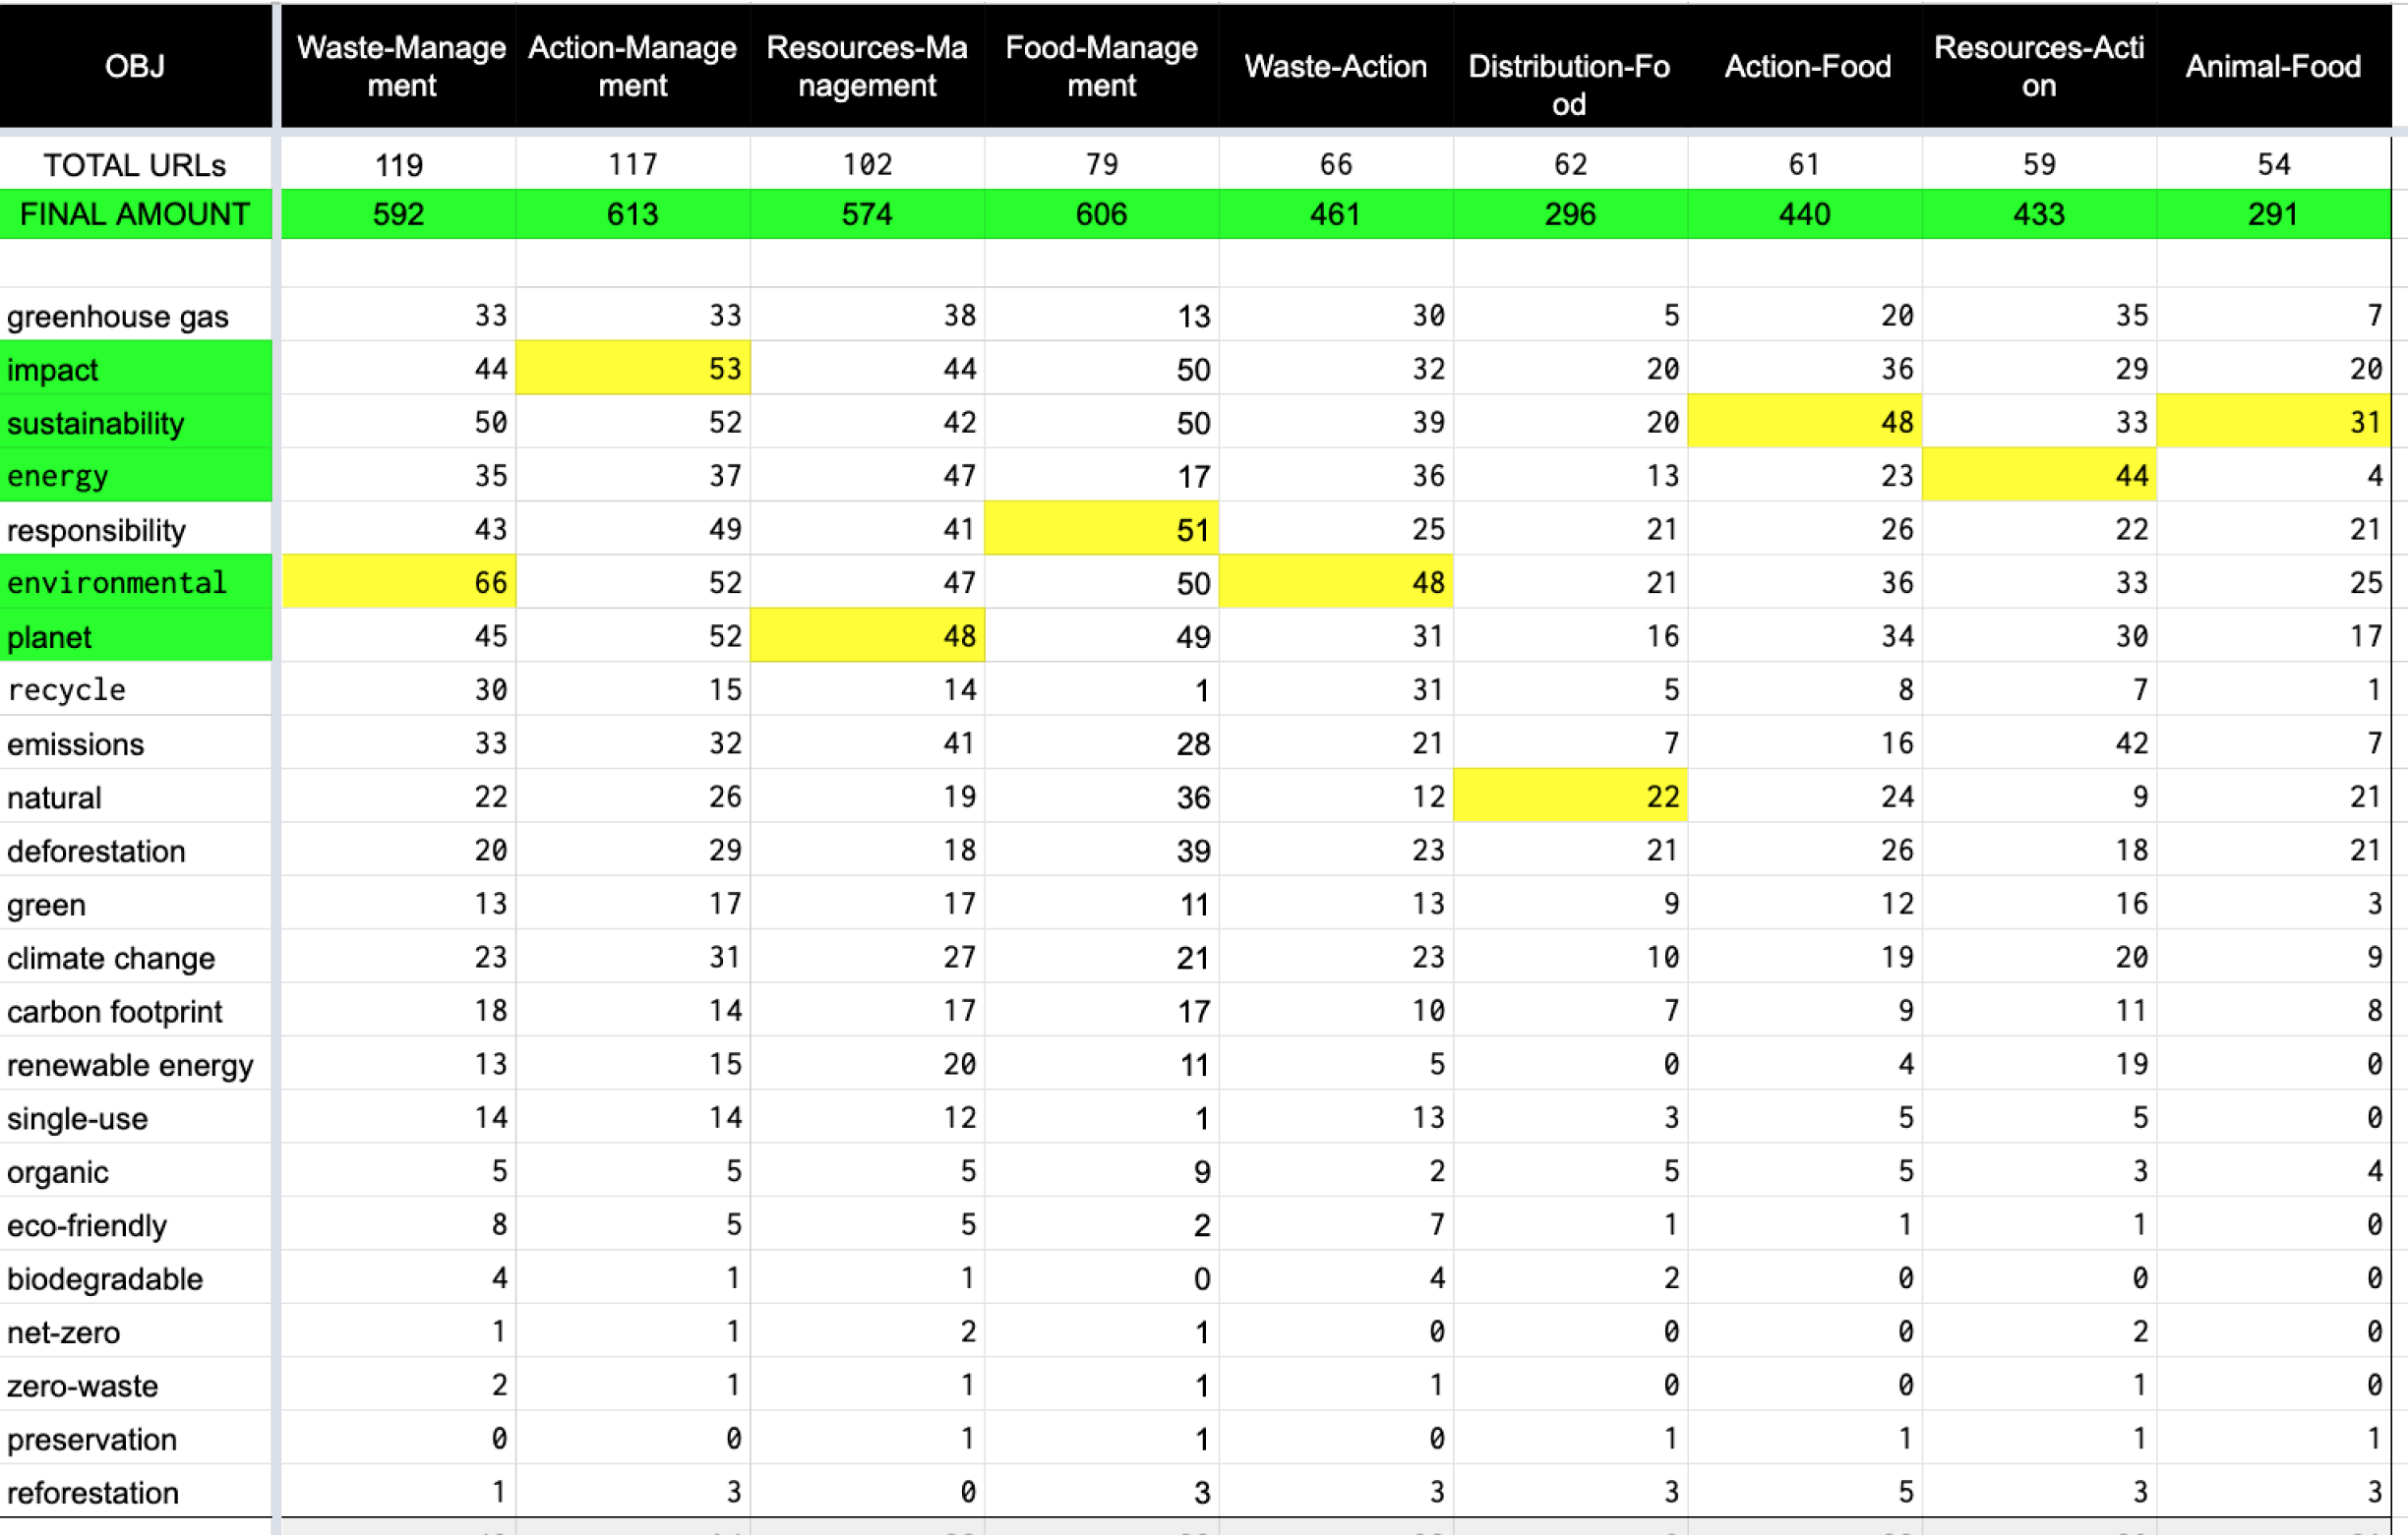 OBJ Waste-Manage Action-Manage Resources-Ma Food-Manage Waste-Action Distribution-Fo Action-Food Resources-Acti Animal-Food
ment ment nagement ment od on
TOTAL URLs 119 117 102 79 66 62 61 59 54
FINAL AMOUNT 592 613 574 606 461 296 440 433 291
greenhouse gas 33 33 38 13 30 5 20 35 7
impact 44 53 44 50 32 20 36 29 20
sustainability 50 52 42 50 39 20 48 33 31
energy 35 37 47 17 36 13 23 44 4
responsibility 43 49 41 51 25 21 26 22 21
environmental 66 52 47 50 48 21 36 33 25
planet 45 52 48 49 31 16 34 30 17
recycle 30 15 14 1 31 5 8 7 1
emissions 33 32 41 28 21 7 16 42 7
natural 22 26 19 36 12 22 24 9 21
deforestation 20 29 18 39 23 21 26 18 21
green 13 17 17 11 13 9 12 16 3
climate change 23 31 27 21 23 10 19 20 9
carbon footprint 18 14 17 17 10 7 9 11 8
renewable energy 13 15 20 11 5 0 4 19 0
single-use 14 14 12 1 13 3 5 5 0
organic 5 5 5 9 2 5 5 3 4
eco-friendly 8 5 5 2 7 1 1 1 0
biodegradable 4 1 1 0 4 2 0 0 0
net-zero 1 1 2 1 0 0 0 2 0
zero-waste 2 1 1 1 1 0 0 1 0
preservation 0 0 1 1 0 1 1 1 1
reforestation 1 3 0 3 3 3 5 3 3